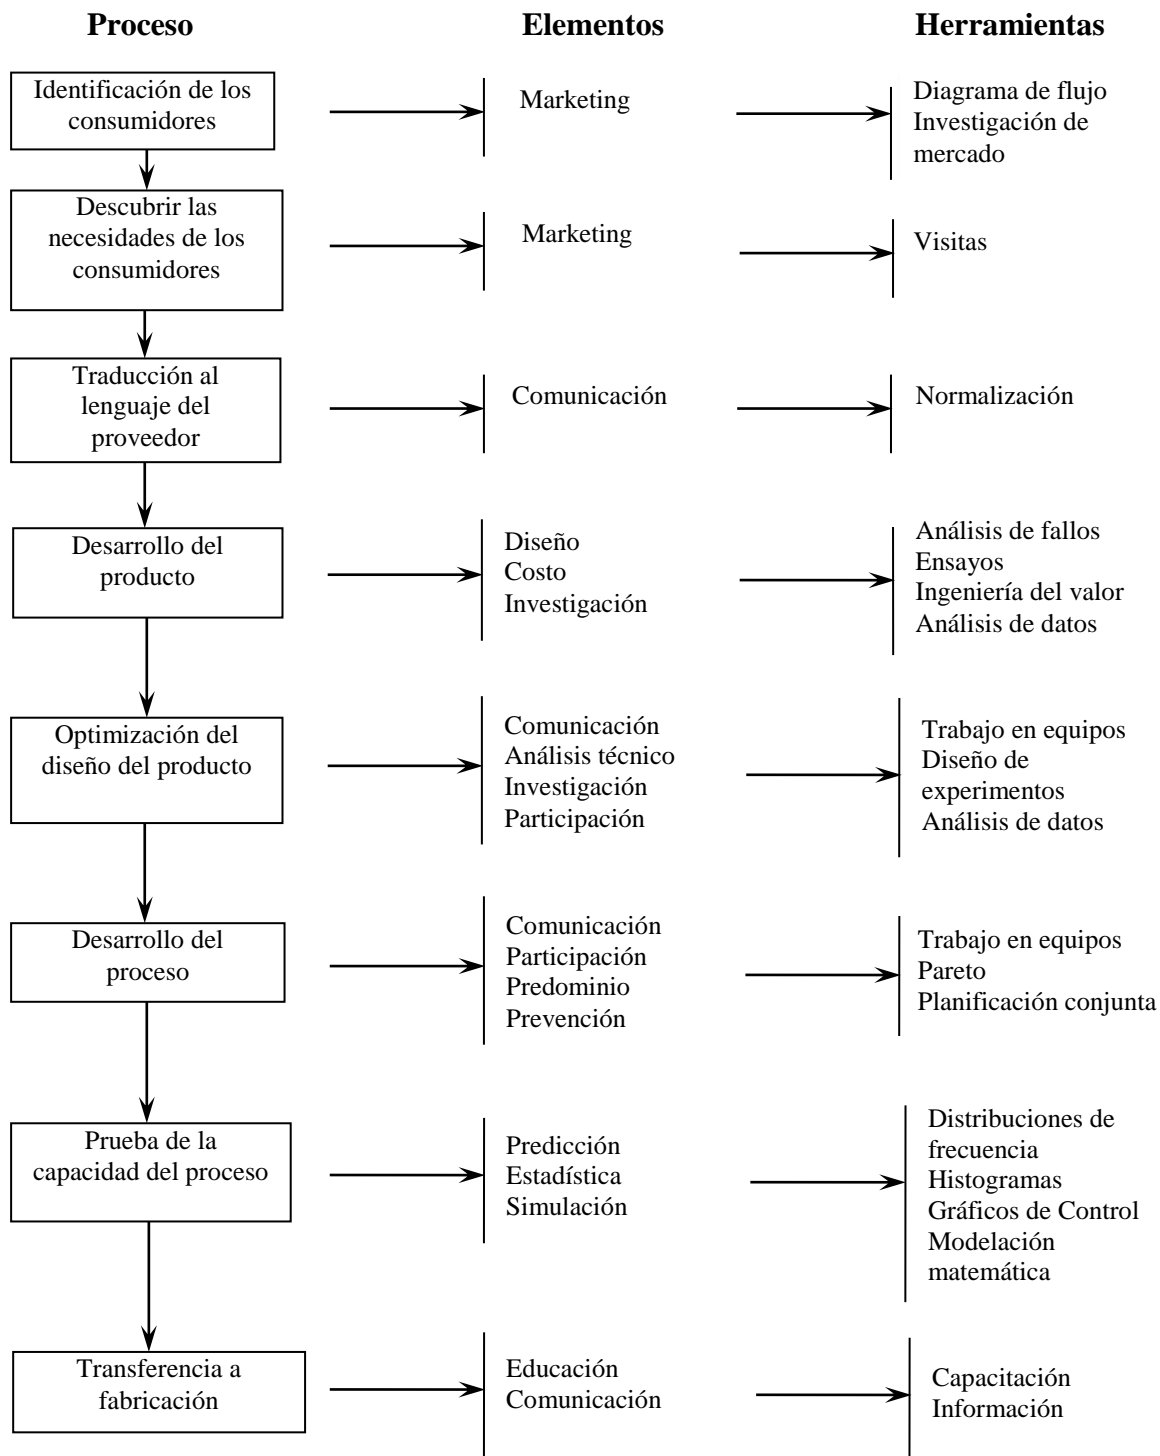 Proceso
Elementos
Herramientas
Identificación de los
consumidores
Marketing
Diagrama de flujo
Investigación de
mercado
Descubrir las
necesidades de los
consumidores
Marketing
Visitas
Traducción al
lenguaje del
proveedor
Comunicación
Normalización
Desarrollo del
producto
Diseño
Costo
Investigación
Análisis de fallos
Ensayos
Ingeniería del valor
Análisis de datos
Optimización del
diseño del producto
Comunicación
Análisis técnico
Investigación
Participación
Trabajo en equipos
Diseño de
experimentos
Análisis de datos
Desarrollo del
proceso
Comunicación
Participación
Predominio
Prevención
Trabajo en equipos
Pareto
Planificación conjunta
Prueba de la
capacidad del proceso
Predicción
Estadística
Simulación
Distribuciones de
frecuencia
Histogramas
Gráficos de Control
Modelación
matemática
Transferencia a
fabricación
Educación
Comunicación
Capacitación
Información